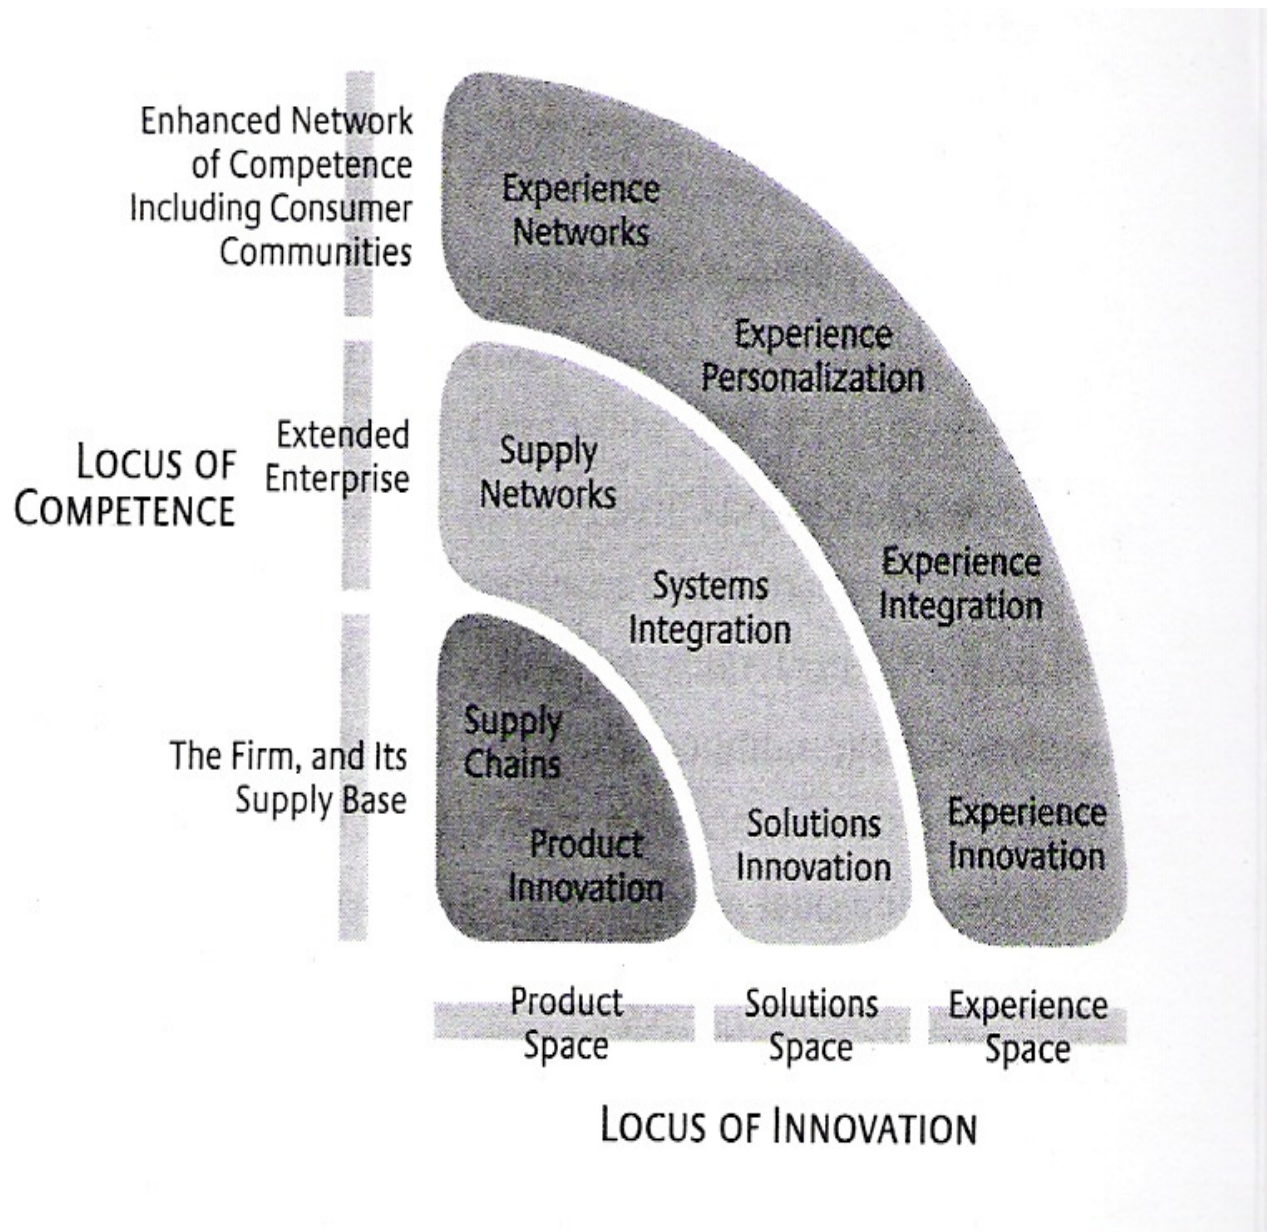 Enhanced Network
of Competence
Including Consumer
Communities
Experience
Networks
Experience
Personalization
LOCUS OF
COMPETENCE
Extended
Enterprise
Supply
Networks
Systems
Integration
Experience
Integration
The Firm, and Its
Supply Base
Supply
Chains
Product
Innovation
Solutions
Innovation
Experience
Innovation
Product
Space
Solutions
Space
Experience
Space
LOCUS OF INNOVATION